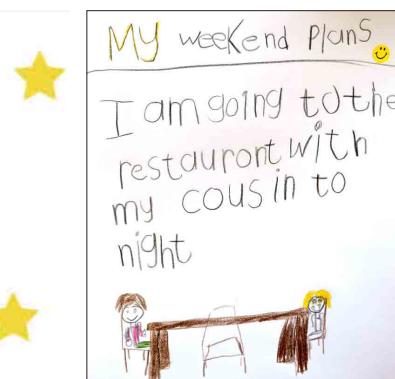 My weekend plans
I am going to the
restauront with
my cousin to
night